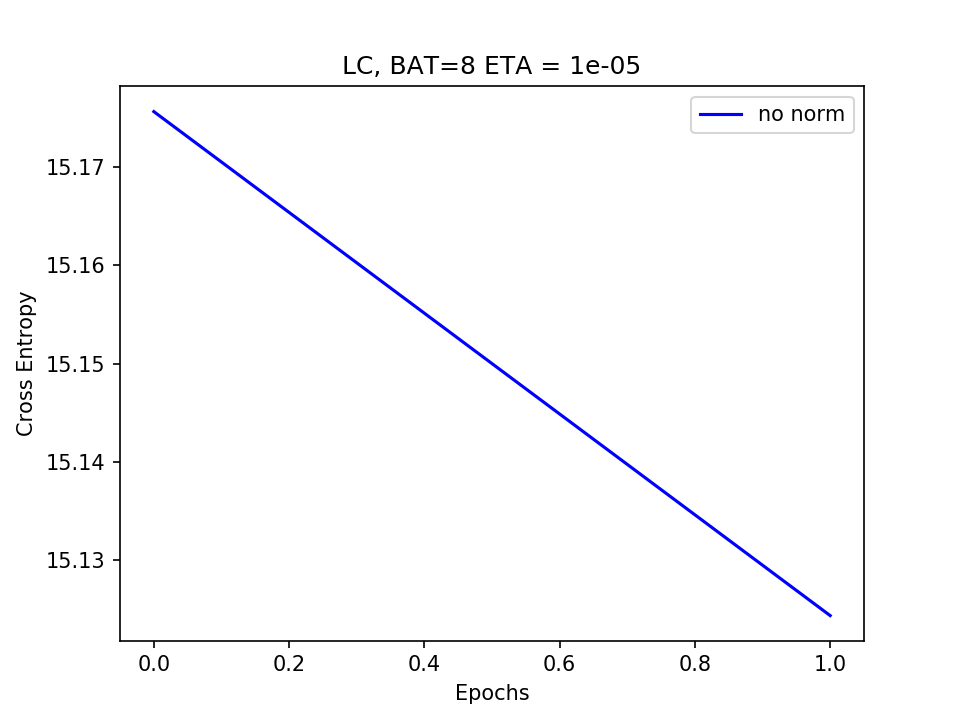 LC, BAT=8 ETA = 1e-05
no norm
Cross Entropy
15.17
15.16
15.15
15.14
15.13
0.0 0.2 0.4 0.6 0.8 1.0
Epochs